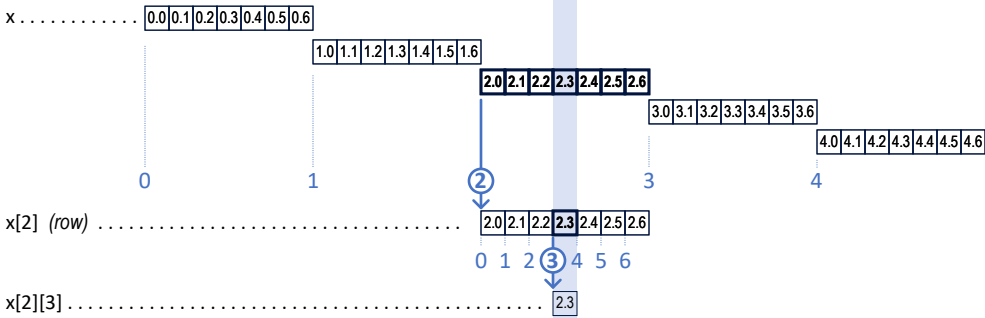 x . . . . . . . . . . . . 0.0 0.1 0.2 0.3 0.4 0.5 0.6
1.0 1.1 1.2 1.3 1.4 1.5 1.6
2.0 2.1 2.2 2.3 2.4 2.5 2.6
3.0 3.1 3.2 3.3 3.4 3.5 3.6
4.0 4.1 4.2 4.3 4.4 4.5 4.6
0 1 2 3 4
x[2] (row) . . . . . . . . . . . . . . . . . . . . . . . . . . . . . . . . . . . . 2.0 2.1 2.2 2.3 2.4 2.5 2.6
0 1 2 3 4 5 6
x[2][3] . . . . . . . . . . . . . . . . . . . . . . . . . . . . . . . . . . . . . . . . . . . . . . . 2.3